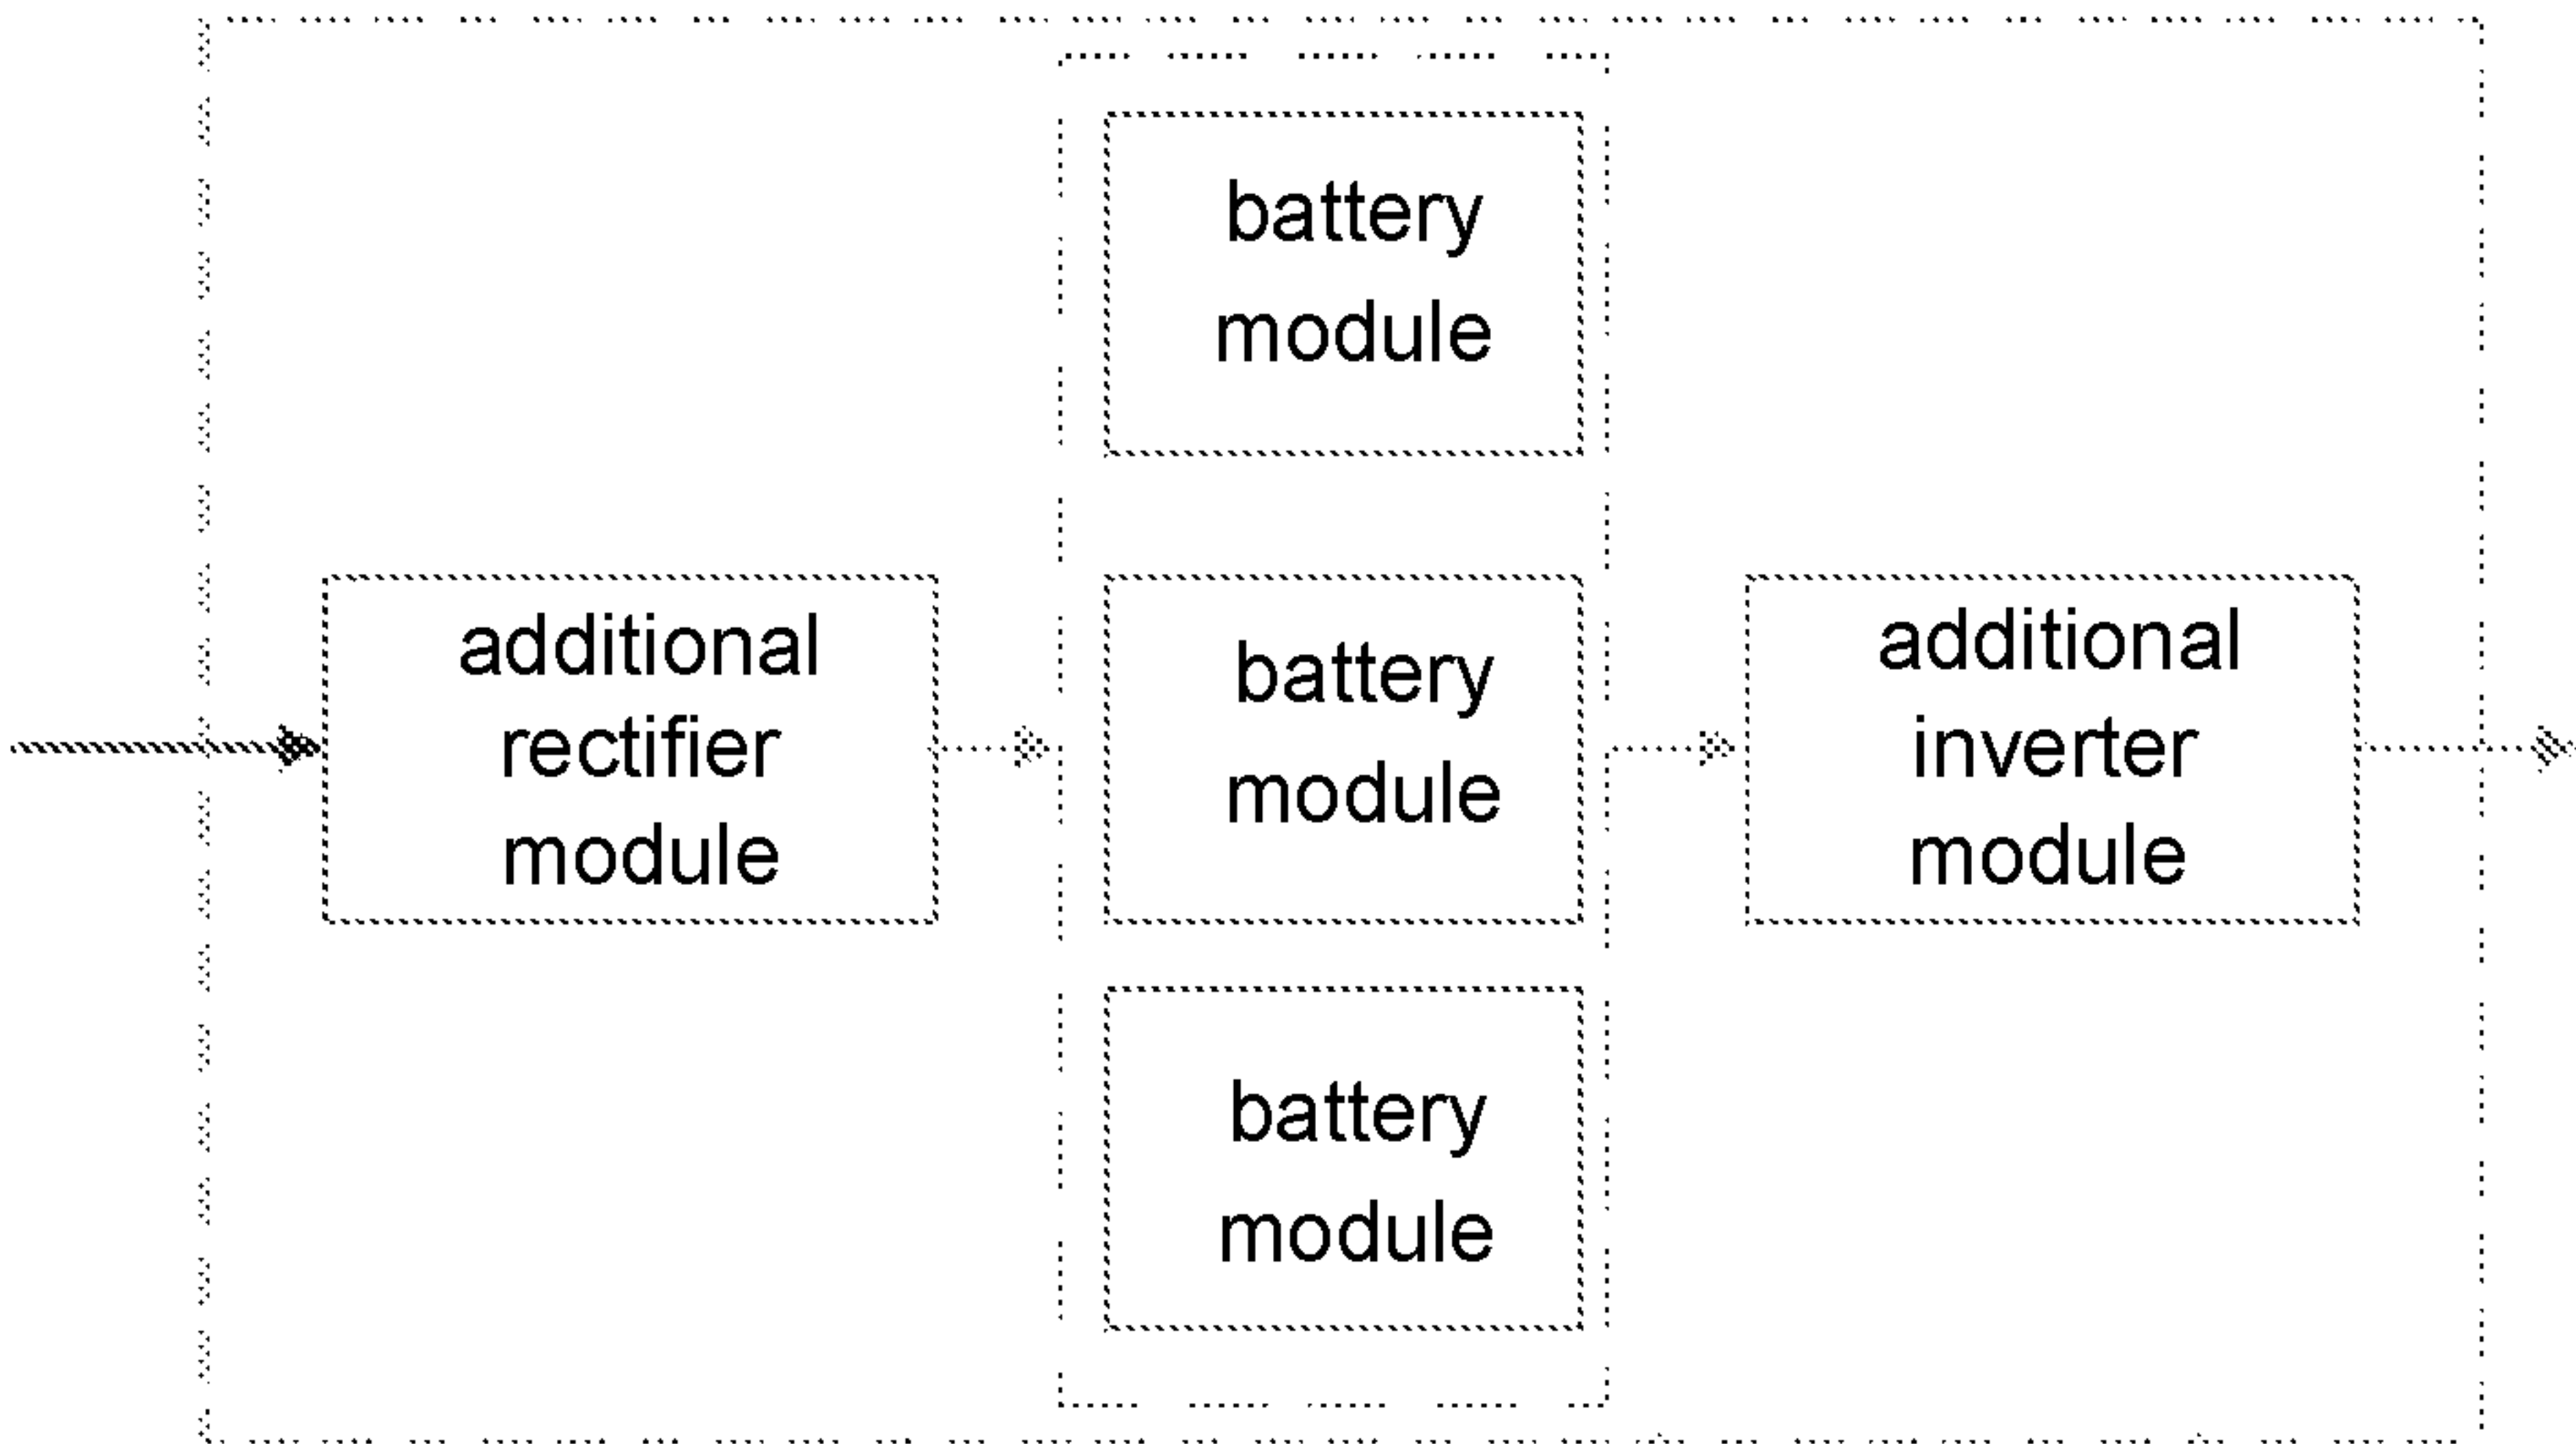 battery
module
additional
rectifier
module
battery
module
additional
inverter
module
battery
module